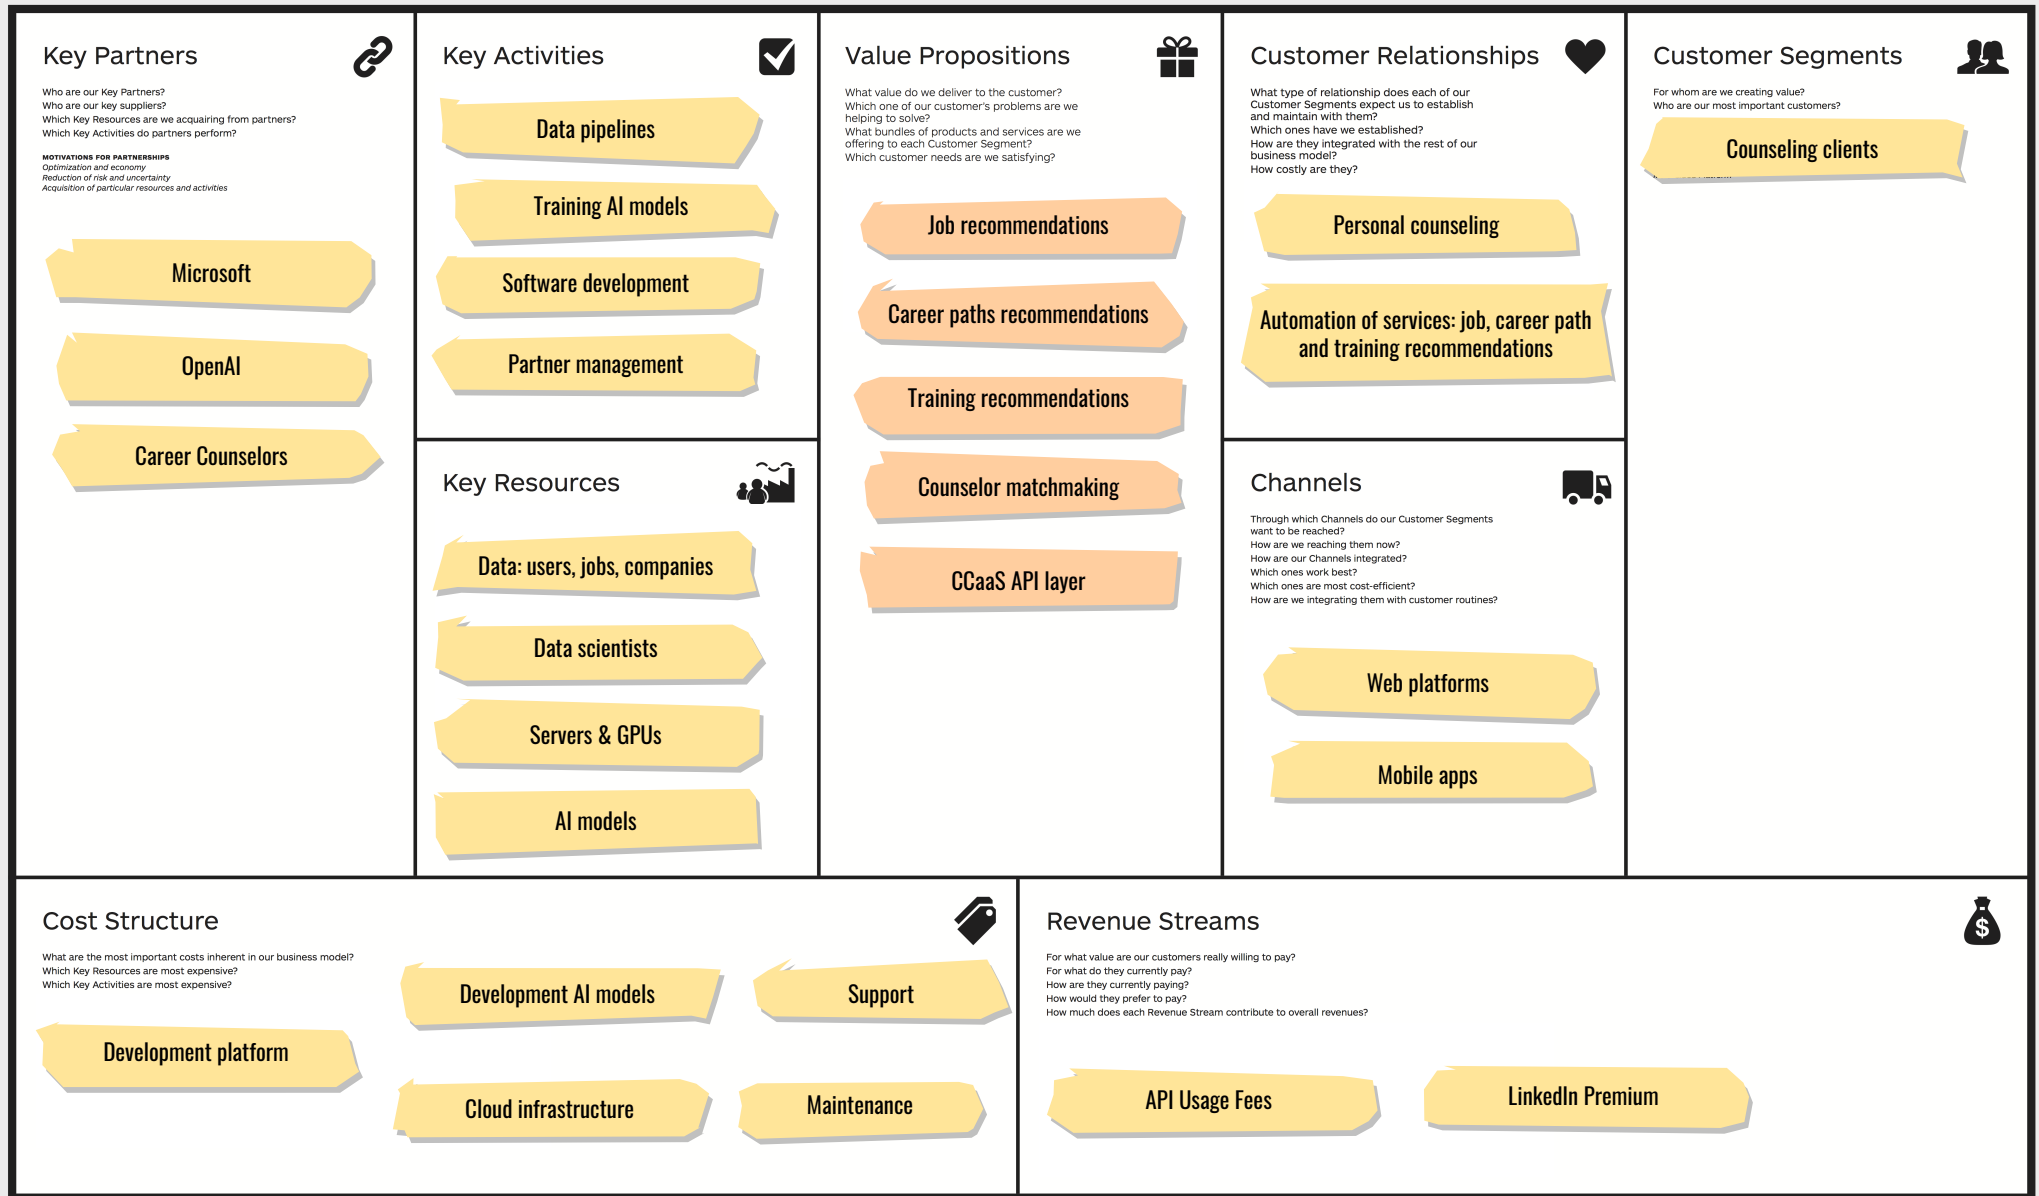 Key Partners
Who are our Key Partners?
Who are our key suppliers?
Which Key Resources are we acquairing from partners?
Which Key Activities do partners perform?
MOTIVATIONS FOR PARTNERSHIPS
Optimization and economy
Reduction of risk and uncertainty
Acquisition of particular resources and activities
Microsoft
OpenAI
Career Counselors
Key Activities
Data pipelines
Training AI models
Software development
Partner management
Key Resources
Data: users, jobs, companies
Data scientists
Servers & GPUs
AI models
Value Propositions
What value do we deliver to the customer?
Which one of our customer's problems are we
helping to solve?
What bundles of products and services are we
offering to each Customer Segment?
Which customer needs are we satisfying?
Job recommendations
Career paths recommendations
Training recommendations
Counselor matchmaking
CCaaS API layer
Customer Relationships
What type of relationship does each of our
Customer Segments expect us to establish
and maintain with them?
Which ones have we established?
How are they integrated with the rest of our
business model?
How costly are they?
Personal counseling
Automation of services: job, career path
and training recommendations
Channels
Through which Channels do our Customer Segments
want to be reached?
How are we reaching them now?
How are our Channels integrated?
Which ones work best?
Which ones are most cost-efficient?
How are we integrating them with customer routines?
Web platforms
Mobile apps
Customer Segments
For whom are we creating value?
Who are our most important customers?
Counseling clients
Cost Structure
What are the most important costs inherent in our business model?
Which Key Resources are most expensive?
Which Key Activities are most expensive?
Development platform
Development AI models
Support
Cloud infrastructure
Maintenance
Revenue Streams
For what value are our customers really willing to pay?
For what do they currently pay?
How are they currently paying?
How would they prefer to pay?
How much does each Revenue Stream contribute to overall revenues?
API Usage Fees
LinkedIn Premium
$